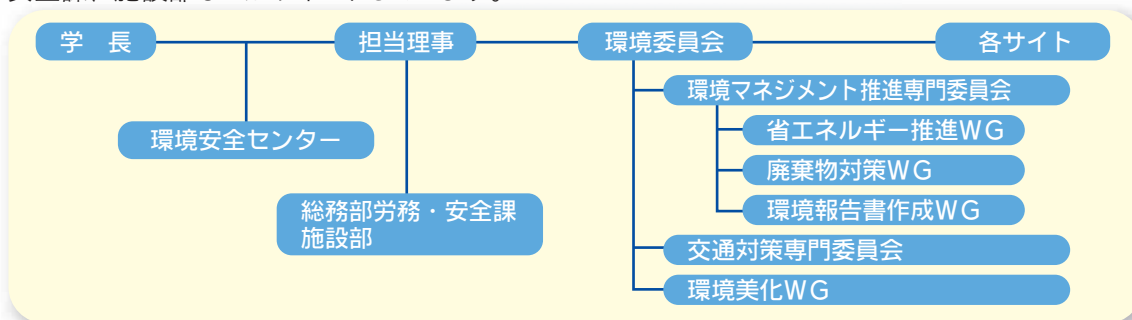 学　長
担当理事
環境委員会
各サイト
環境マネジメント推進専門委員会
環境安全センター
省エネルギー推進ＷＧ
廃棄物対策ＷＧ
総務部労務・安全課
施設部
環境報告書作成ＷＧ
交通対策専門委員会
環境美化ＷＧ